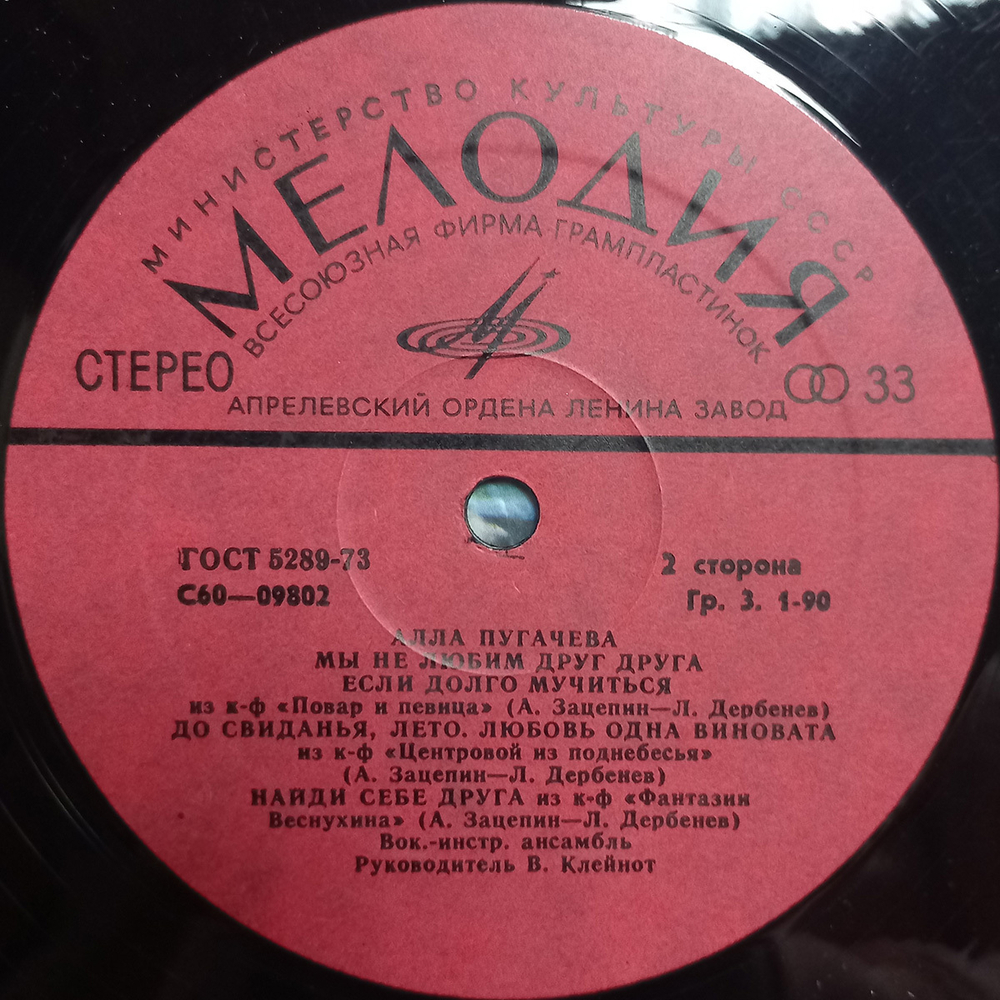 МИНИСТЕРСТВО КУЛЬТУРЫ СССР
МЕЛОДИЯ
ВСЕСОЮЗНАЯ ФИРМА ГРАМПЛАСТИНОК
СТЕРЕО
33
АПРЕЛЕВСКИЙ ОРДЕНА ЛЕНИНА ЗАВОД
ГОСТ 5289-73
2 сторона
С60—09802
Гр. 3. 1-90
АЛЛА ПУГАЧЕВА
МЫ НЕ ЛЮБИМ ДРУГ ДРУГА
ЕСЛИ ДОЛГО МУЧИТЬСЯ
из к-ф «Повар и певица» (А. Зацепин—Л. Дербенев)
ДО СВИДАНЬЯ, ЛЕТО. ЛЮБОВЬ ОДНА ВИНОВАТА
из к-ф «Центровой из поднебесья»
(А. Зацепин—Л. Дербенев)
НАЙДИ СЕБЕ ДРУГА из к-ф «Фантазии
Веснухина» (А. Зацепин—Л. Дербенев)
Вок.-инстр. ансамбль
Руководитель В. Клейнот